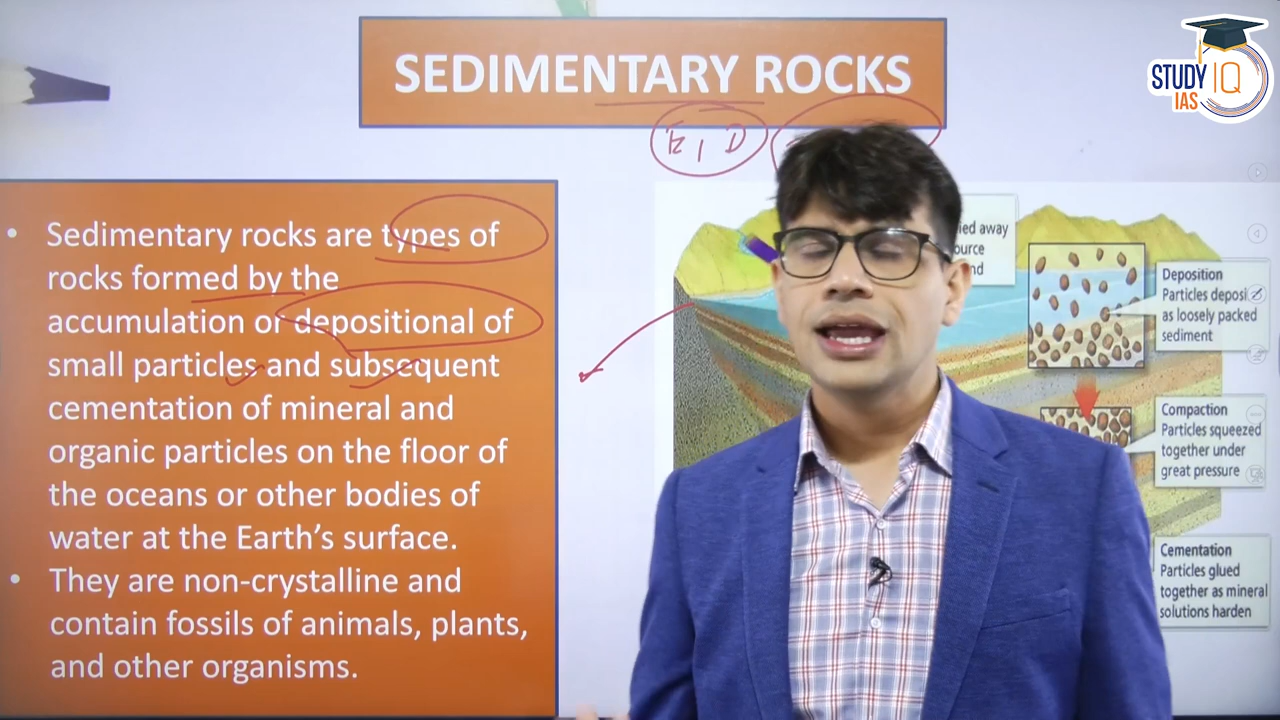 SEDIMENTARY ROCKS
STUDY IQ
IAS
E, D
• Sedimentary rocks are types of
rocks formed by the
accumulation or depositional of
small particles and subsequent
cementation of mineral and
organic particles on the floor of
the oceans or other bodies of
water at the Earth's surface.
• They are non-crystalline and
contain fossils of animals, plants,
and other organisms.
away
Deposition
Particles
as loosely packed
sediment
Compaction
Particles squeezed
together under
great pressure
Cementation
Particles glued
together as mineral
solutions harden